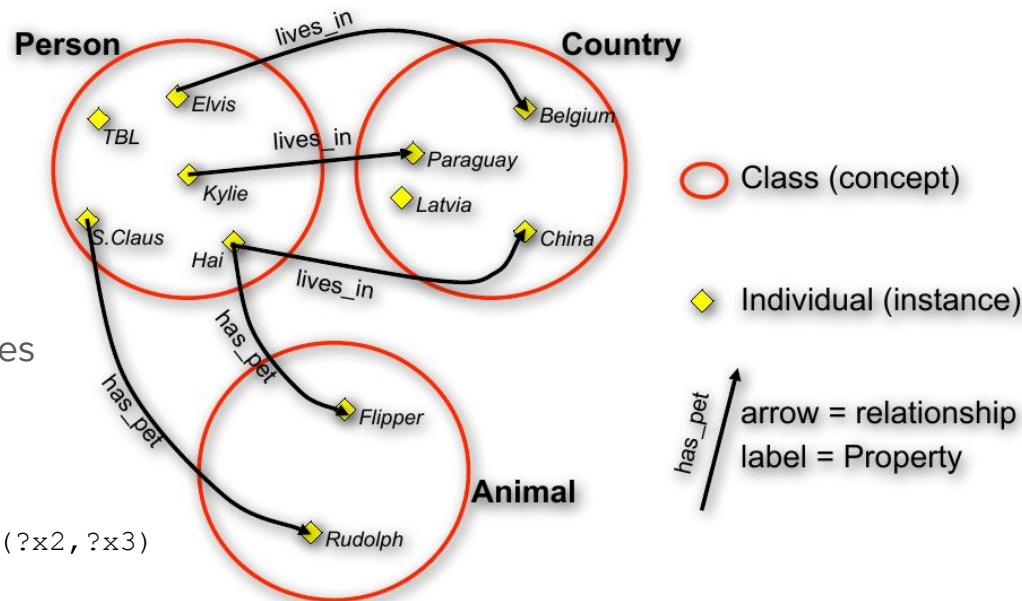 Person
Country
lives_in
Elvis
Belgium
TBL
lives_in
Paraguay
Kylie
Latvia
S.Claus
China
Hai
lives_in
Class (concept)
Individual (instance)
es
has_pet
has_pet
Flipper
has_pet
arrow = relationship
label = Property
Animal
Rudolph
(?x2,?x3)